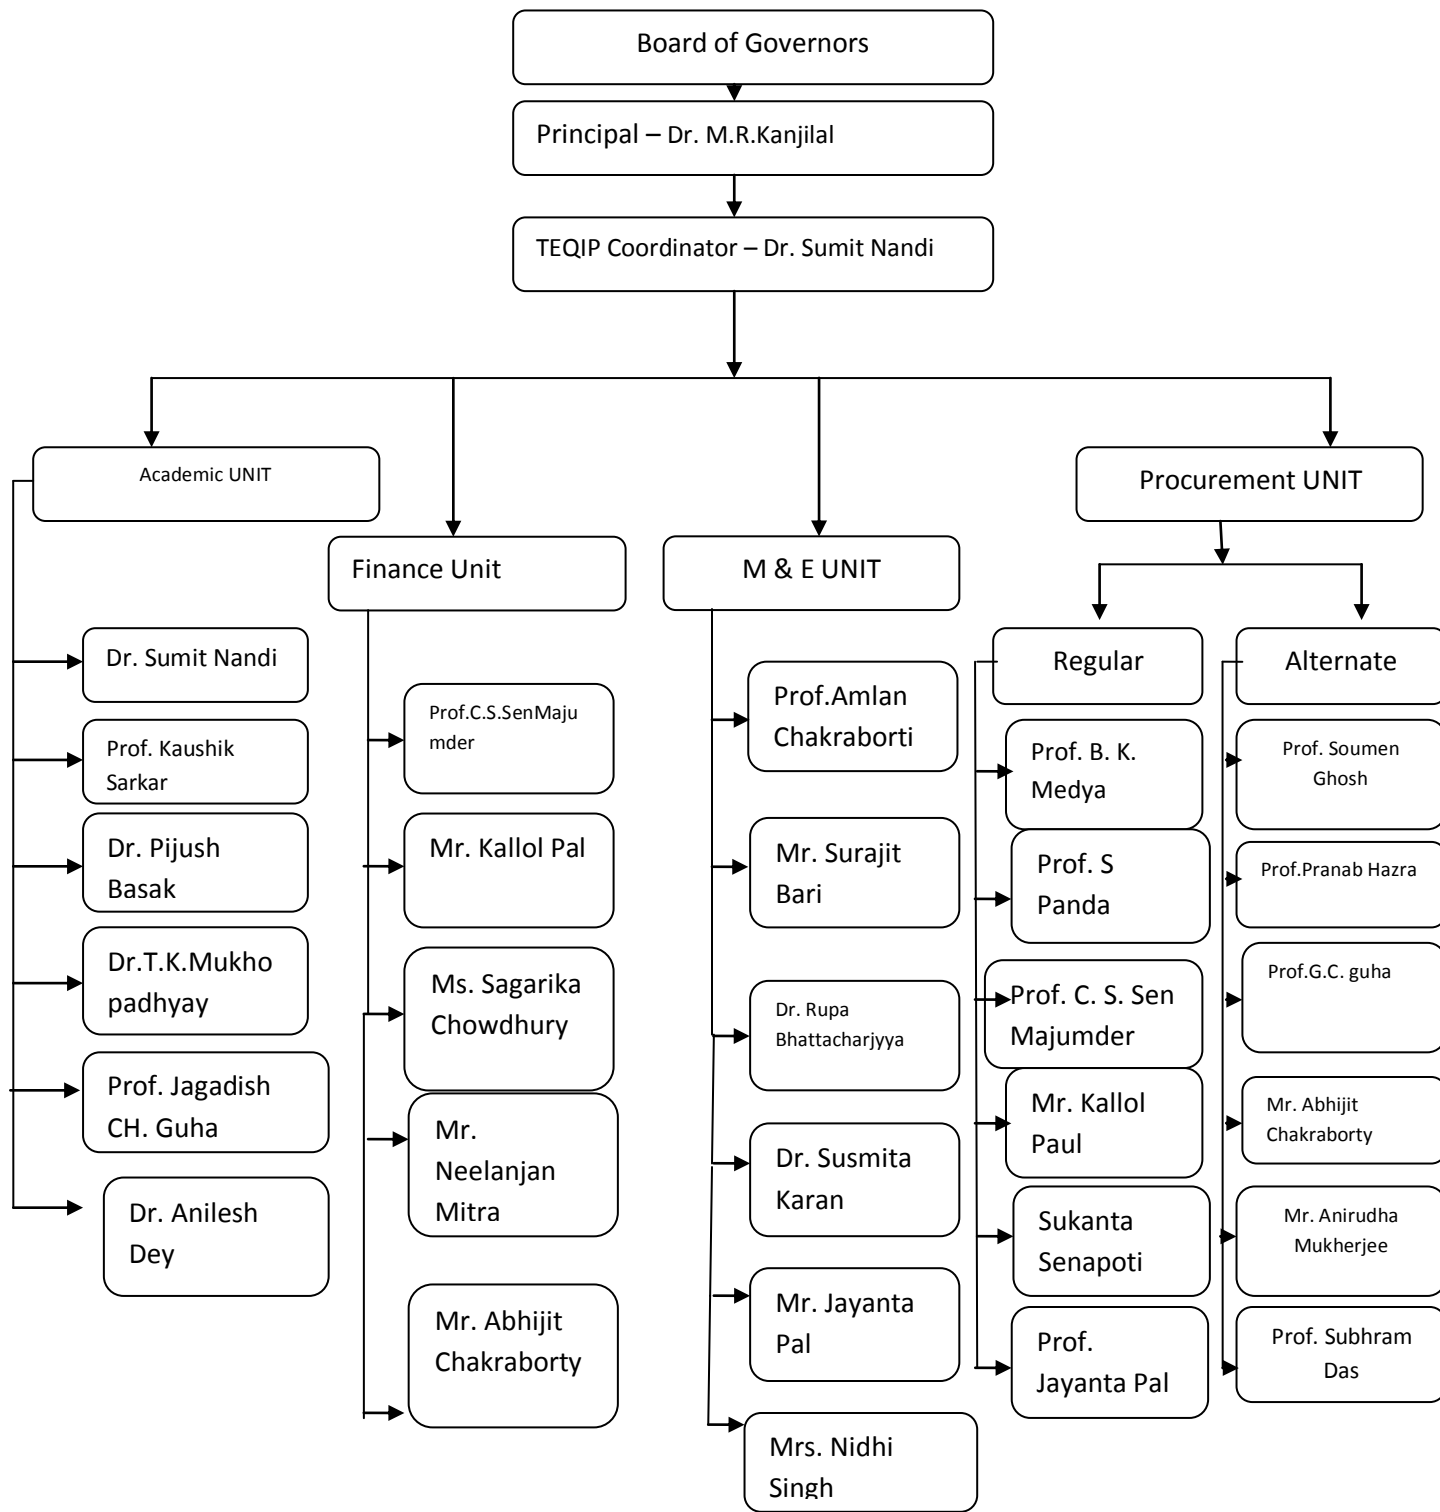 Board of Governors
Principal – Dr. M.R.Kanjilal
TEQIP Coordinator – Dr. Sumit Nandi
Academic UNIT
Dr. Sumit Nandi
Prof. Kaushik
Sarkar
Dr. Pijush
Basak
Dr.T.K.Mukho
padhyay
Prof. Jagadish
CH. Guha
Dr. Anilesh
Dey
Finance Unit
Prof.C.S.SenMaju
mder
Mr. Kallol Pal
Ms. Sagarika
Chowdhury
Mr.
Neelanjan
Mitra
Mr. Abhijit
Chakraborty
M & E UNIT
Prof.Amlan
Chakraborti
Mr. Surajit
Bari
Dr. Rupa
Bhattacharjyya
Dr. Susmita
Karan
Mr. Jayanta
Pal
Mrs. Nidhi
Singh
Procurement UNIT
Regular
Prof. B. K.
Medya
Prof. S
Panda
Prof. C. S. Sen
Majumder
Mr. Kallol
Paul
Sukanta
Senapoti
Prof.
Jayanta Pal
Alternate
Prof. Soumen
Ghosh
Prof.Pranab Hazra
Prof.G.C. guha
Mr. Abhijit
Chakraborty
Mr. Anirudha
Mukherjee
Prof. Subhram
Das